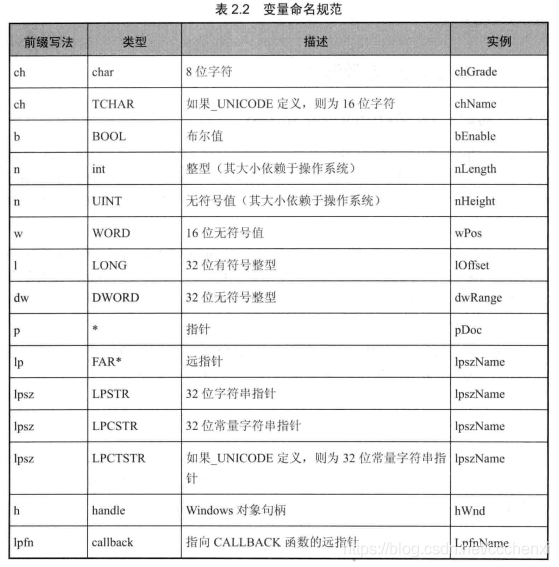 表 2.2 变量命名规范
前缀写法 类型 描述 实例
ch char 8 位字符 chGrade
ch TCHAR 如果_UNICODE 定义，则为 16 位字符 chName
b BOOL 布尔值 bEnable
n int 整型（其大小依赖于操作系统） nLength
n UINT 无符号值（其大小依赖于操作系统） nHeight
w WORD 16 位无符号值 wPos
l LONG 32 位有符号整型 lOffset
dw DWORD 32 位无符号整型 dwRange
p * 指针 pDoc
lp FAR* 远指针 lpszName
lpsz LPSTR 32 位字符串指针 lpszName
lpsz LPCSTR 32 位常量字符串指针 lpszName
lpsz LPCTSTR 如果_UNICODE 定义，则为 32 位常量字符串指 lpszName
针
h handle Windows 对象句柄 hWnd
lpfn callback 指向 CALLBACK 函数的远指针 LpfnName